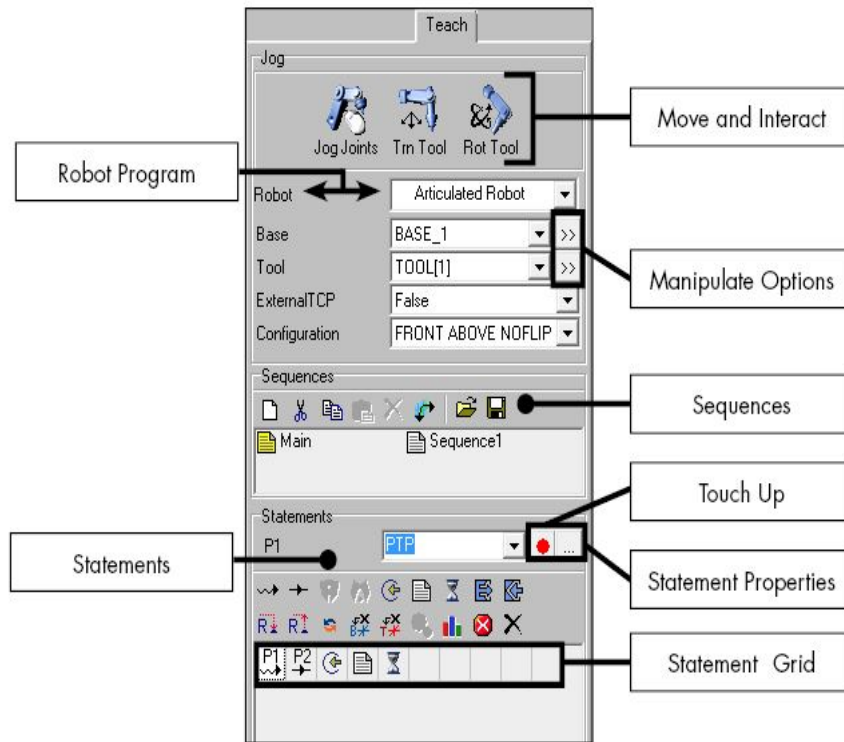 Teach
Jog
Jog Joints Trn Tool Rot Tool
Move and Interact
Robot Program
Robot Articulated Robot
Base BASE_1 >>
Tool TOOL[1] >>
Manipulate Options
ExternalTCP False
Configuration FRONT ABOVE NOFLIP
Sequences
Sequences
Main Sequence1
Touch Up
Statements
P1 PTP ...
Statements
Statement Properties
R R B T
P1 P2
Statement Grid